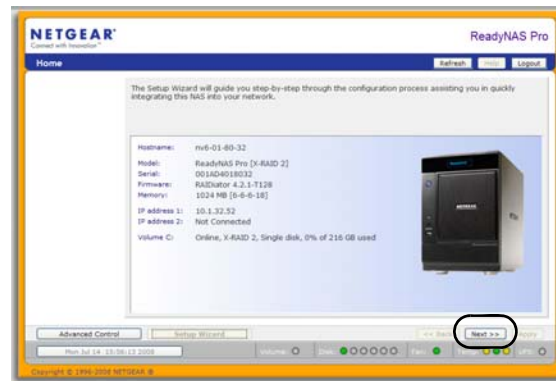 NETGEAR®
Connect with Innovation™
ReadyNAS Pro
Home
Refresh Help Logout
The Setup Wizard will guide you step-by-step through the configuration process assisting you in quickly
integrating this NAS into your network.
Hostname: nv6-01-80-32
Model: ReadyNAS Pro [X-RAID 2]
Serial: 001AD4018032
Firmware: RAIDiator 4.2.1-T128
Memory: 1024 MB [6-6-6-18]
IP address 1: 10.1.32.52
IP address 2: Not Connected
Volume C: Online, X-RAID 2, Single disk, 0% of 216 GB used
NETGEAR
Advanced Control Setup Wizard << Back Next >> Apply
Mon Jul 14 15:56:13 2008 Volume: Disk: Fan: Temp: UPS:
Copyright © 1996-2008 NETGEAR ®